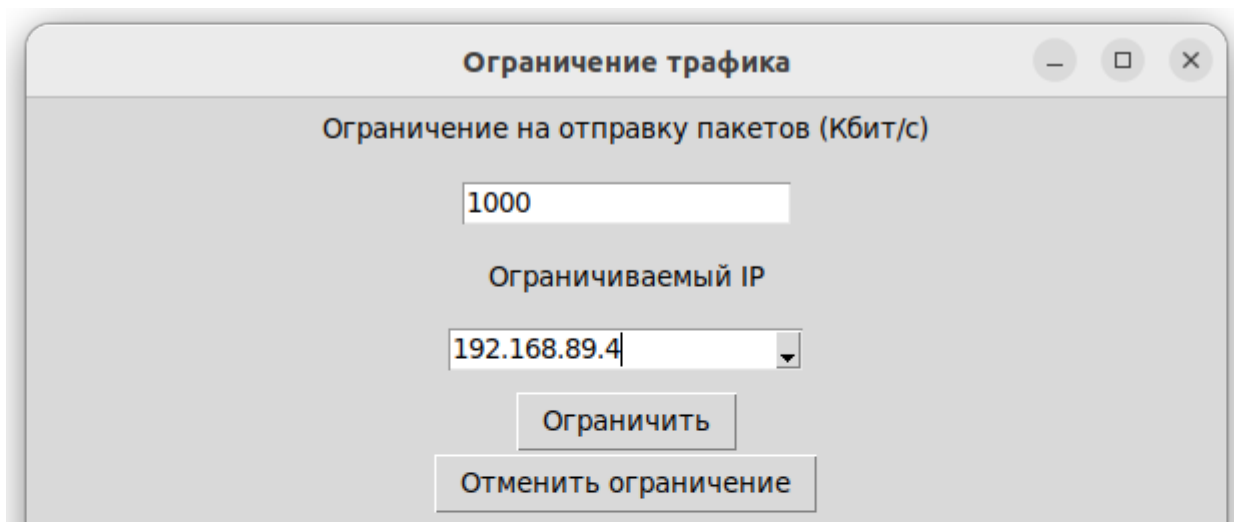 Ограничение трафика
Ограничение на отправку пакетов (Кбит/с)
1000
Ограничиваемый IP
192.168.89.4
Ограничить
Отменить ограничение